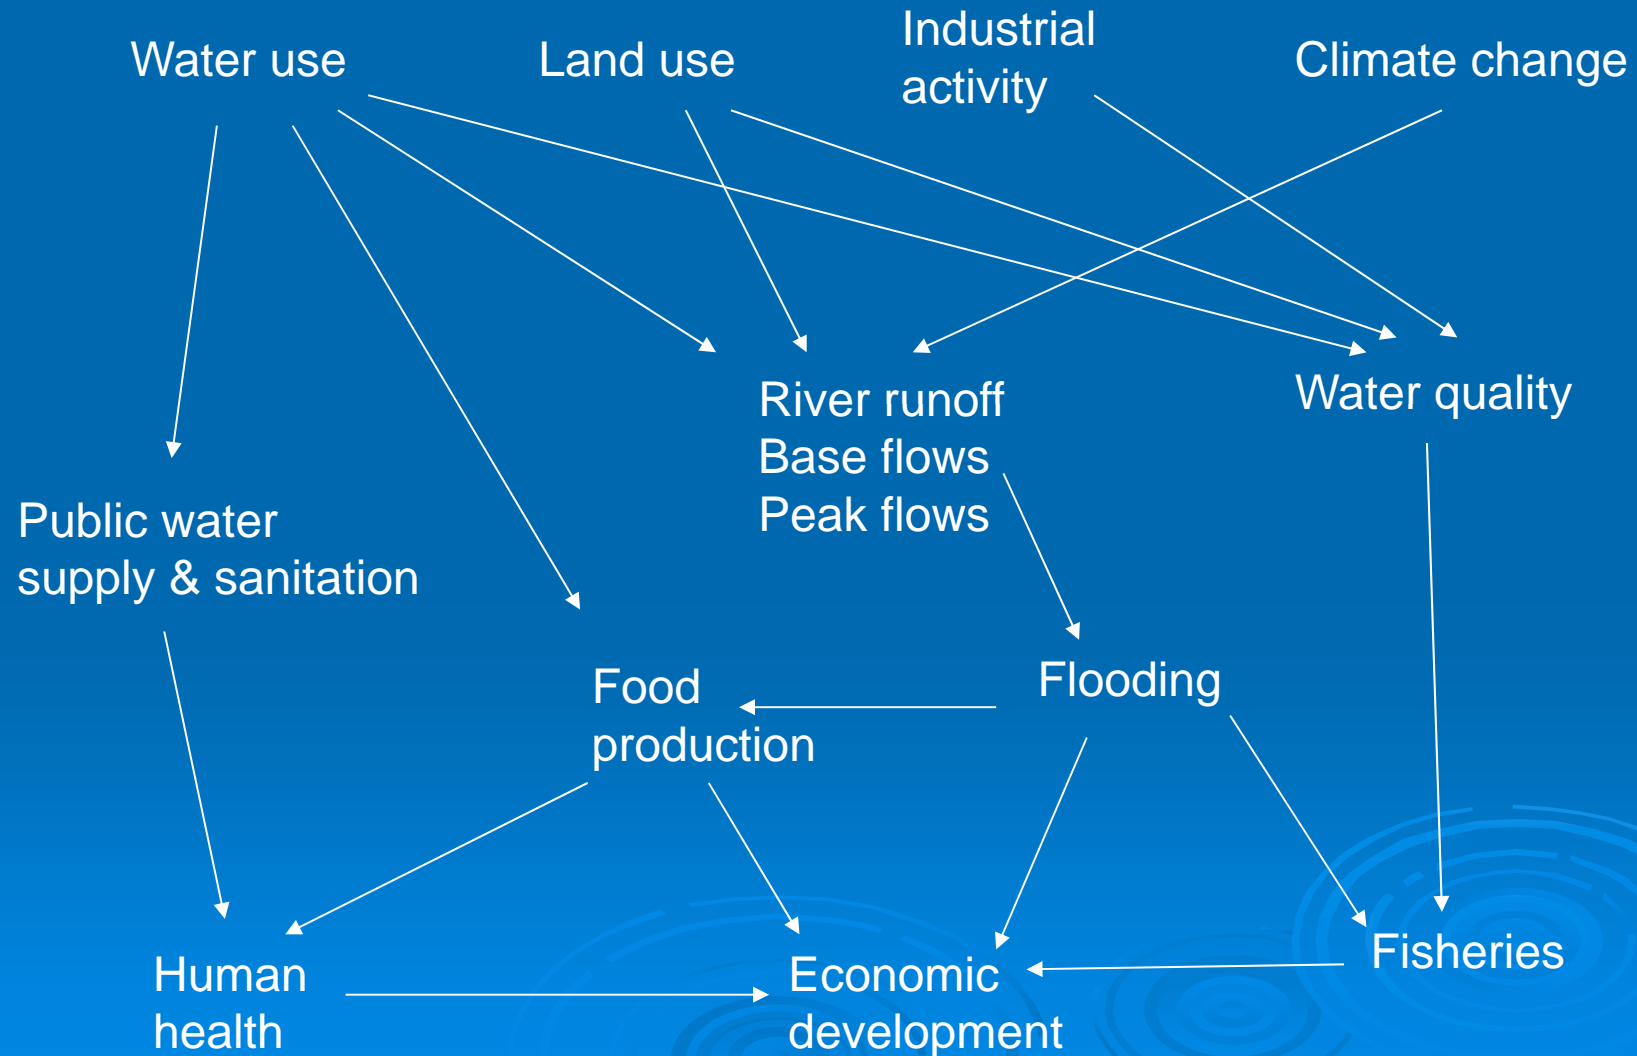 Water use
Land use
Industrial
activity
Climate change
River runoff
Base flows
Peak flows
Water quality
Public water
supply & sanitation
Food
production
Flooding
Human
health
Economic
development
Fisheries